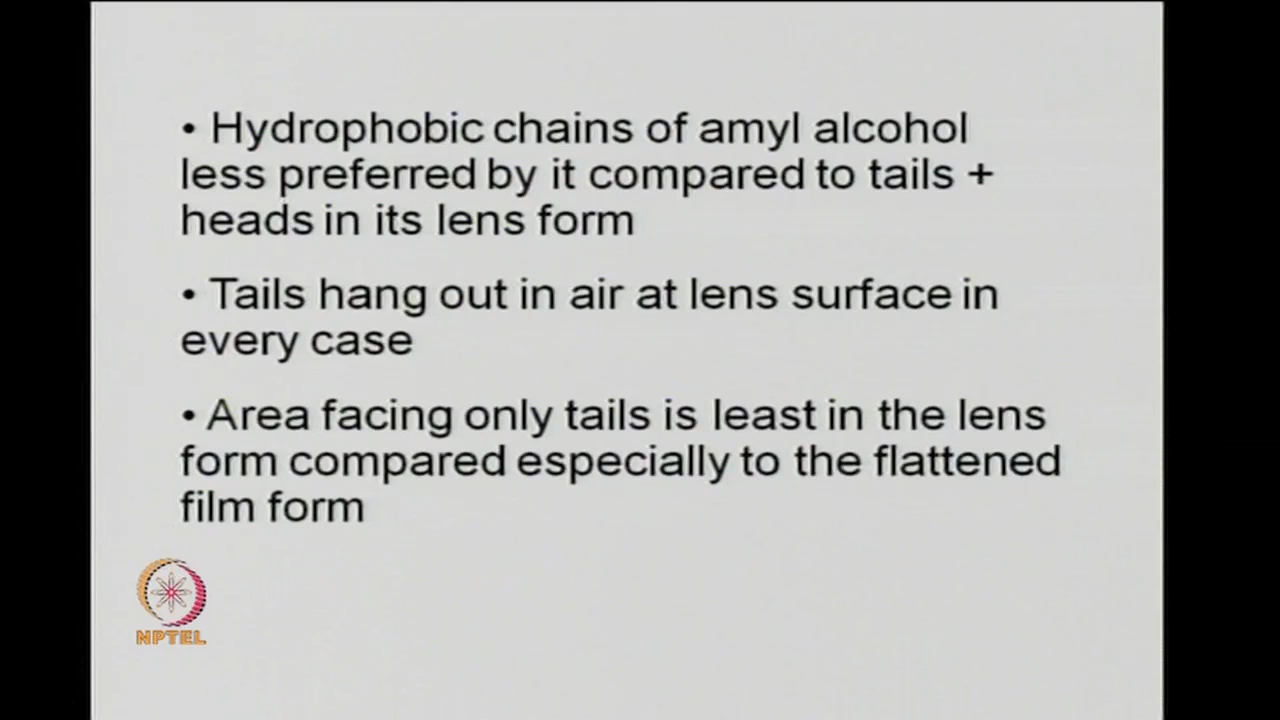 • Hydrophobic chains of amyl alcohol
less preferred by it compared to tails +
heads in its lens form
• Tails hang out in air at lens surface in
every case
• Area facing only tails is least in the lens
form compared especially to the flattened
film form
NPTEL